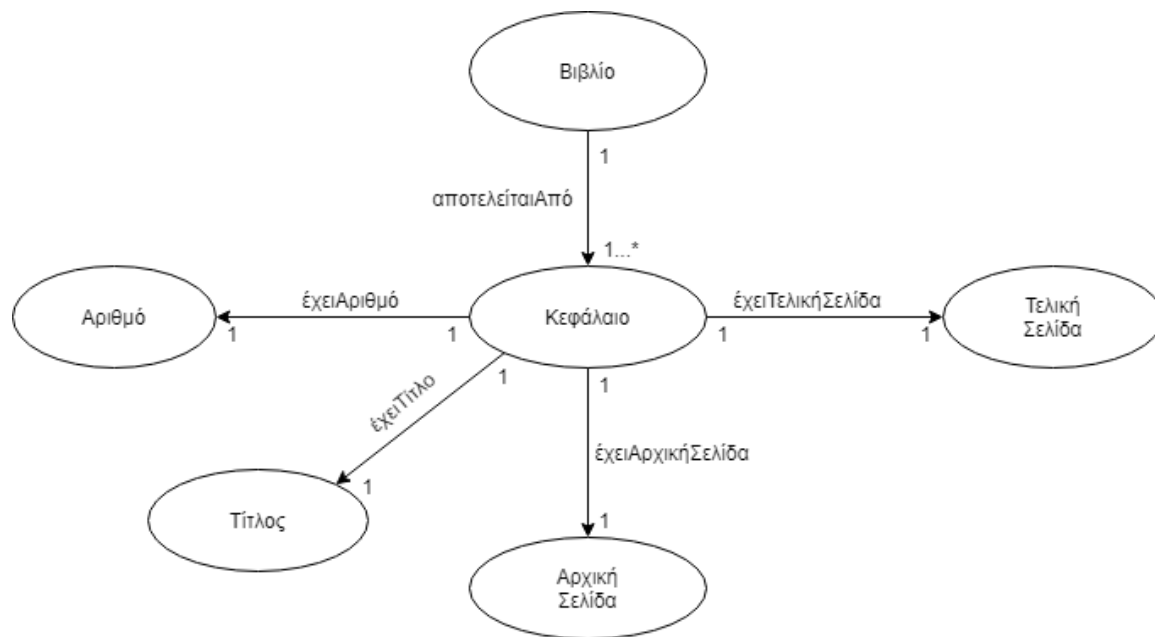 Βιβλίο
1
αποτελείταιΑπό
1...*
Αριθμό
έχειΑριθμό
1
1
Κεφάλαιο
έχειΤελικήΣελίδα
1
1
Τελική
Σελίδα
1
έχειΤίτλο
1
Τίτλος
1
έχειΑρχικήΣελίδα
1
Αρχική
Σελίδα